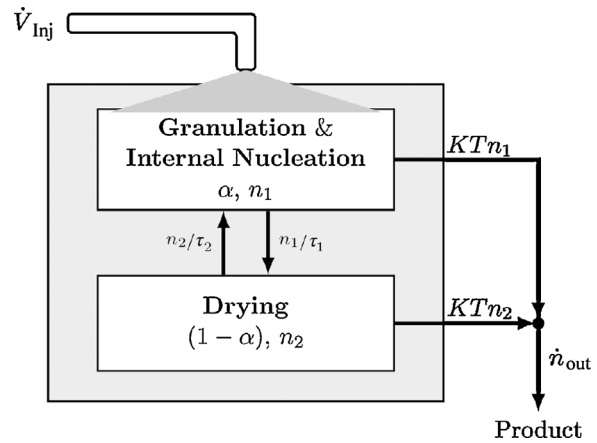 V̇_Inj
Granulation &
Internal Nucleation
α, n₁
KTn₁
n₂/τ₂
n₁/τ₁
Drying
(1 − α), n₂
KTn₂
ṅ_out
Product